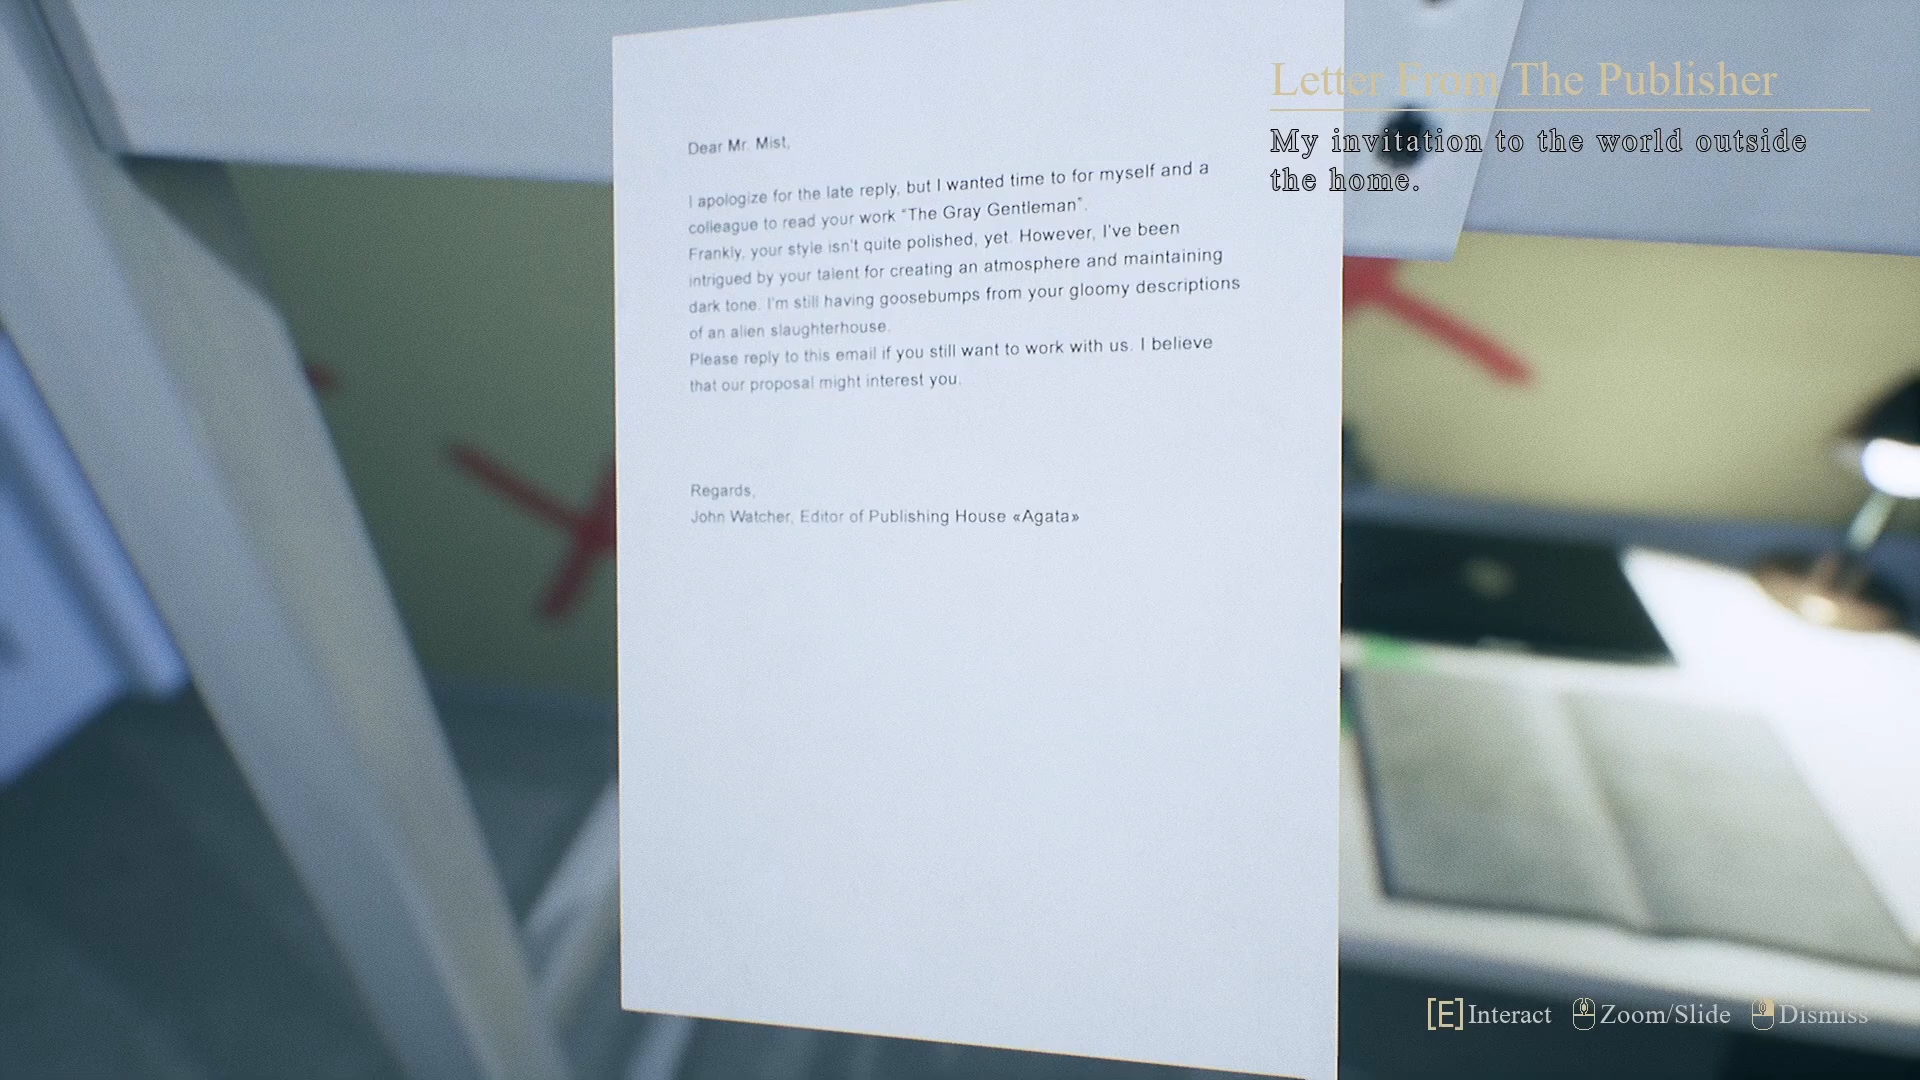 Letter From The Publisher
My invitation to the world outside
the home.
Dear Mr. Mist,
I apologize for the late reply, but I wanted time to for myself and a
colleague to read your work “The Gray Gentleman”.
Frankly, your style isn't quite polished, yet. However, I've been
intrigued by your talent for creating an atmosphere and maintaining
dark tone. I'm still having goosebumps from your gloomy descriptions
of an alien slaughterhouse.
Please reply to this email if you still want to work with us. I believe
that our proposal might interest you.
Regards,
John Watcher, Editor of Publishing House «Agata»
[E] Interact Zoom/Slide Dismiss